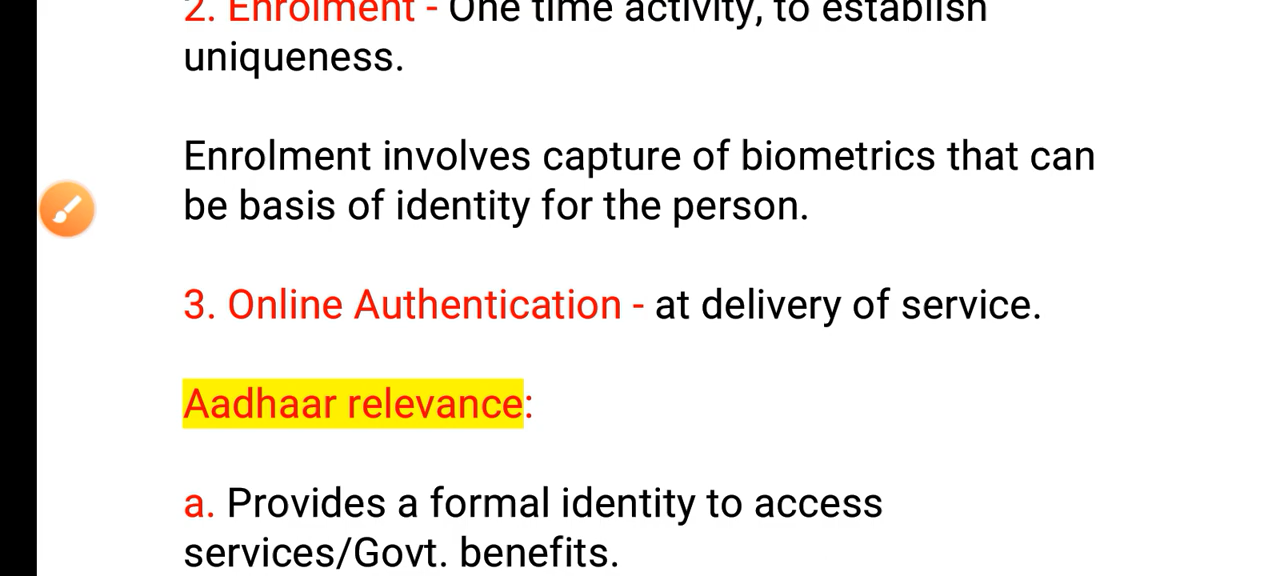 2. Enrolment - One time activity, to establish
uniqueness.
Enrolment involves capture of biometrics that can
be basis of identity for the person.
3. Online Authentication - at delivery of service.
Aadhaar relevance:
a. Provides a formal identity to access
services/Govt. benefits.